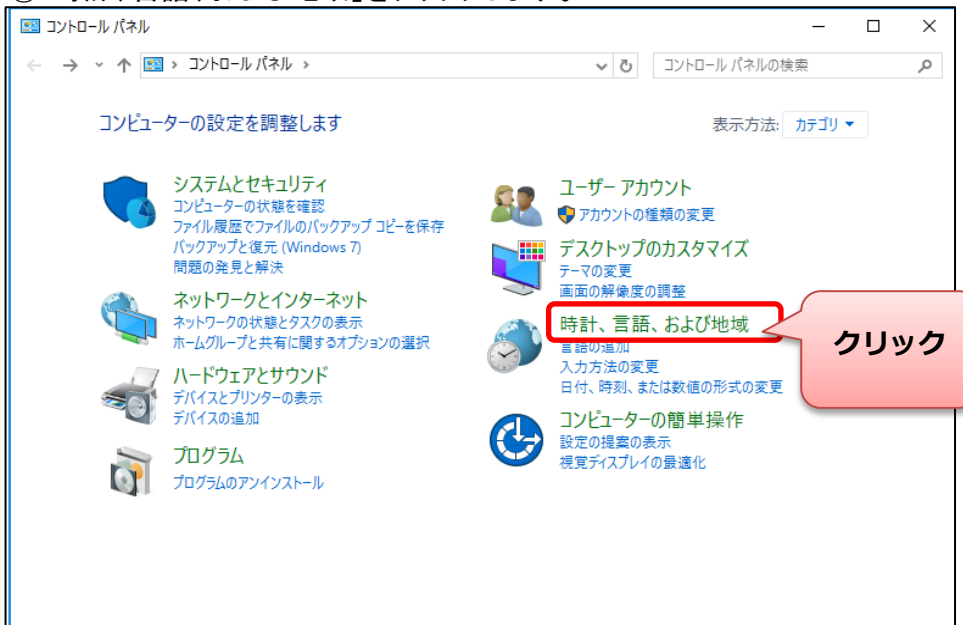 コントロール パネル
コントロール パネル
コントロール パネルの検索
コンピューターの設定を調整します
表示方法: カテゴリ
システムとセキュリティ
コンピューターの状態を確認
ファイル履歴でファイルのバックアップ コピーを保存
バックアップと復元 (Windows 7)
問題の発見と解決
ネットワークとインターネット
ネットワークの状態とタスクの表示
ホームグループと共有に関するオプションの選択
ハードウェアとサウンド
デバイスとプリンターの表示
デバイスの追加
プログラム
プログラムのアンインストール
ユーザー アカウント
アカウントの種類の変更
デスクトップのカスタマイズ
テーマの変更
画面の解像度の調整
時計、言語、および地域
言語の追加
入力方法の変更
日付、時刻、または数値の形式の変更
コンピューターの簡単操作
設定の提案の表示
視覚ディスプレイの最適化
クリック